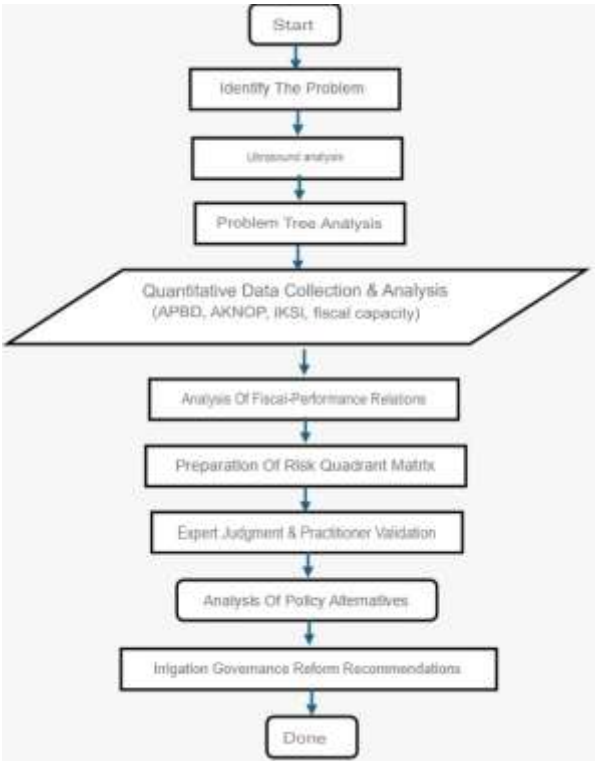 Start
Identify The Problem
Ultrasound analysis
Problem Tree Analysis
Quantitative Data Collection & Analysis
(APBD, AKNOP, IKSI, fiscal capacity)
Analysis Of Fiscal-Performance Relations
Preparation Of Risk Quadrant Matrix
Expert Judgment & Practitioner Validation
Analysis Of Policy Alternatives
Irrigation Governance Reform Recommendations
Done